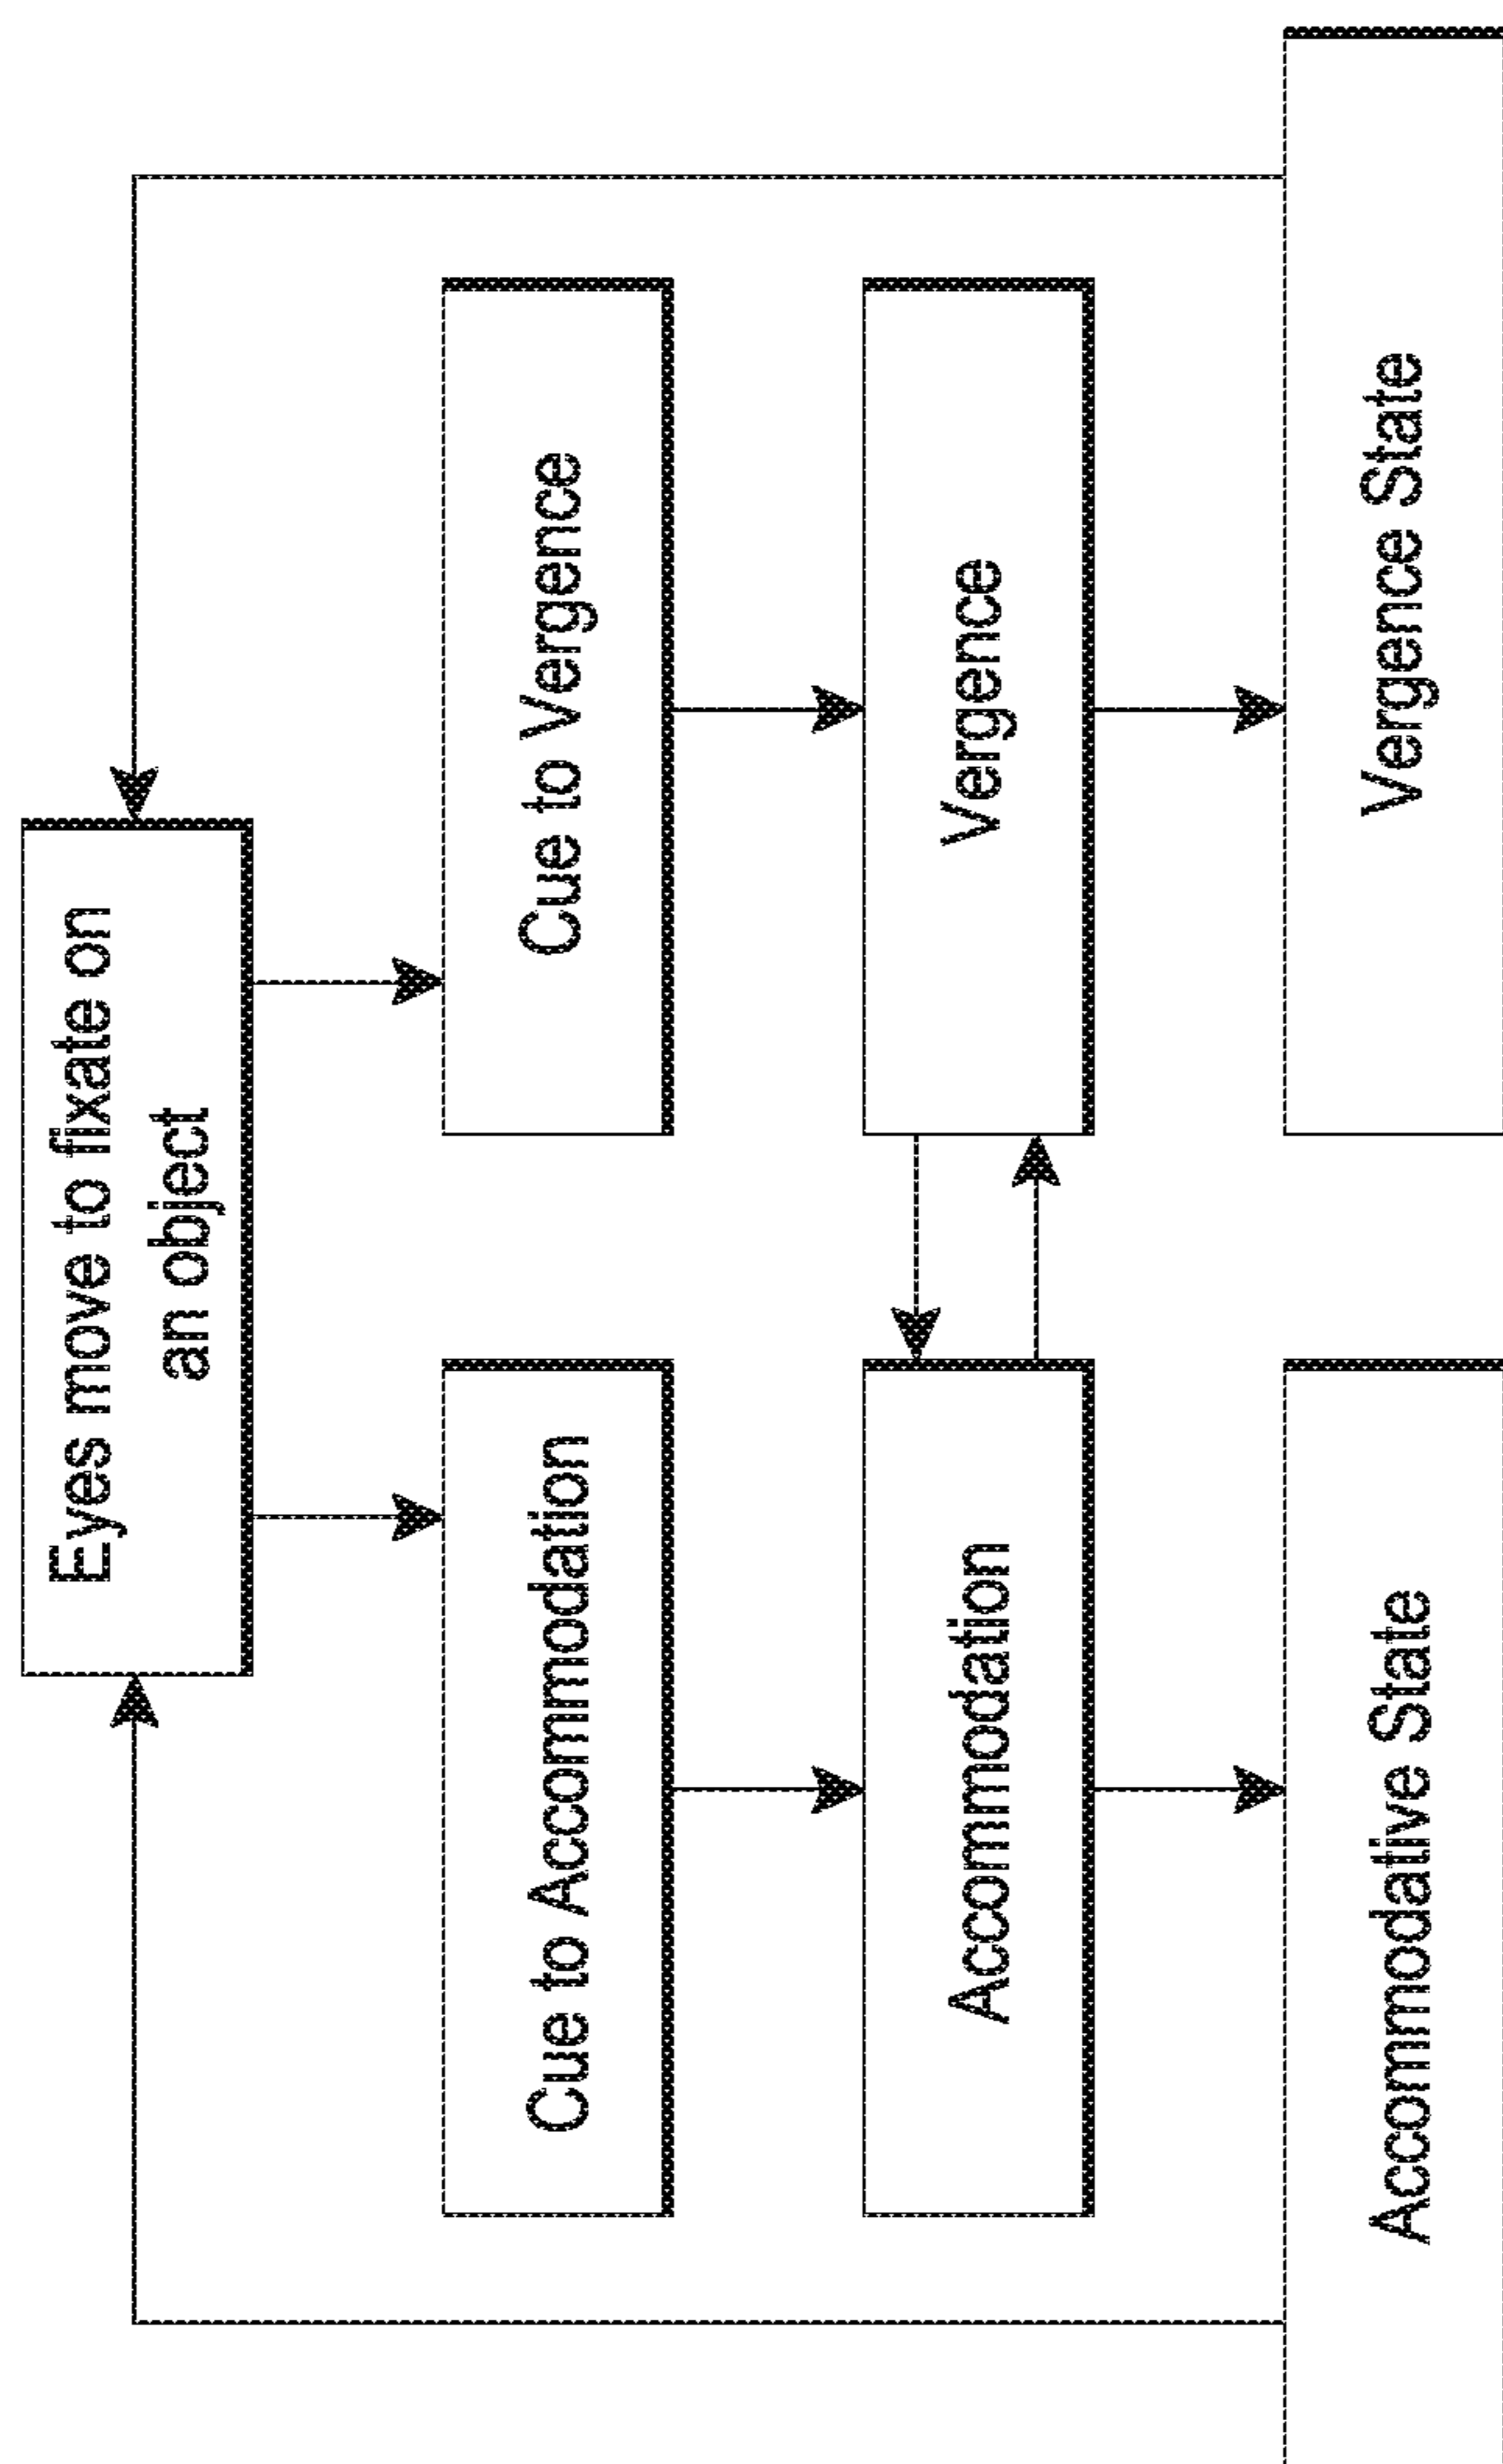 Eyes move to fixate on
an object
Cue to Accommodation
Cue to Vergence
Accommodation
Vergence
Accommodative State
Vergence State